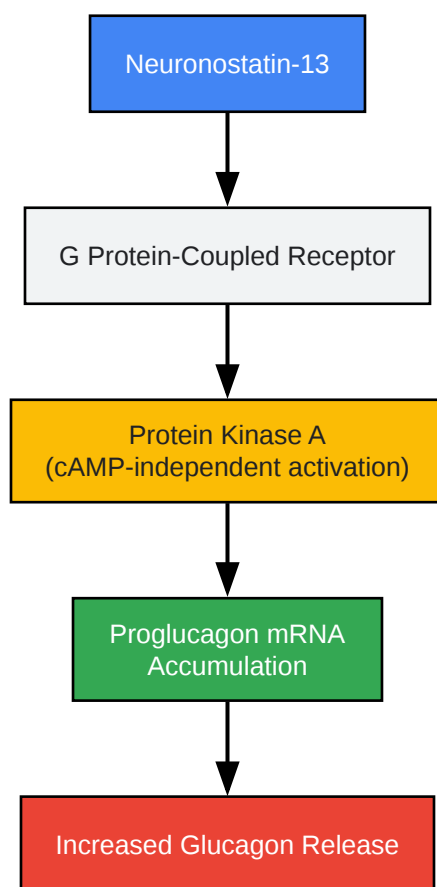 Neuronostatin-13
G Protein-Coupled Receptor
Protein Kinase A
(cAMP-independent activation)
Proglucagon mRNA
Accumulation
Increased Glucagon Release